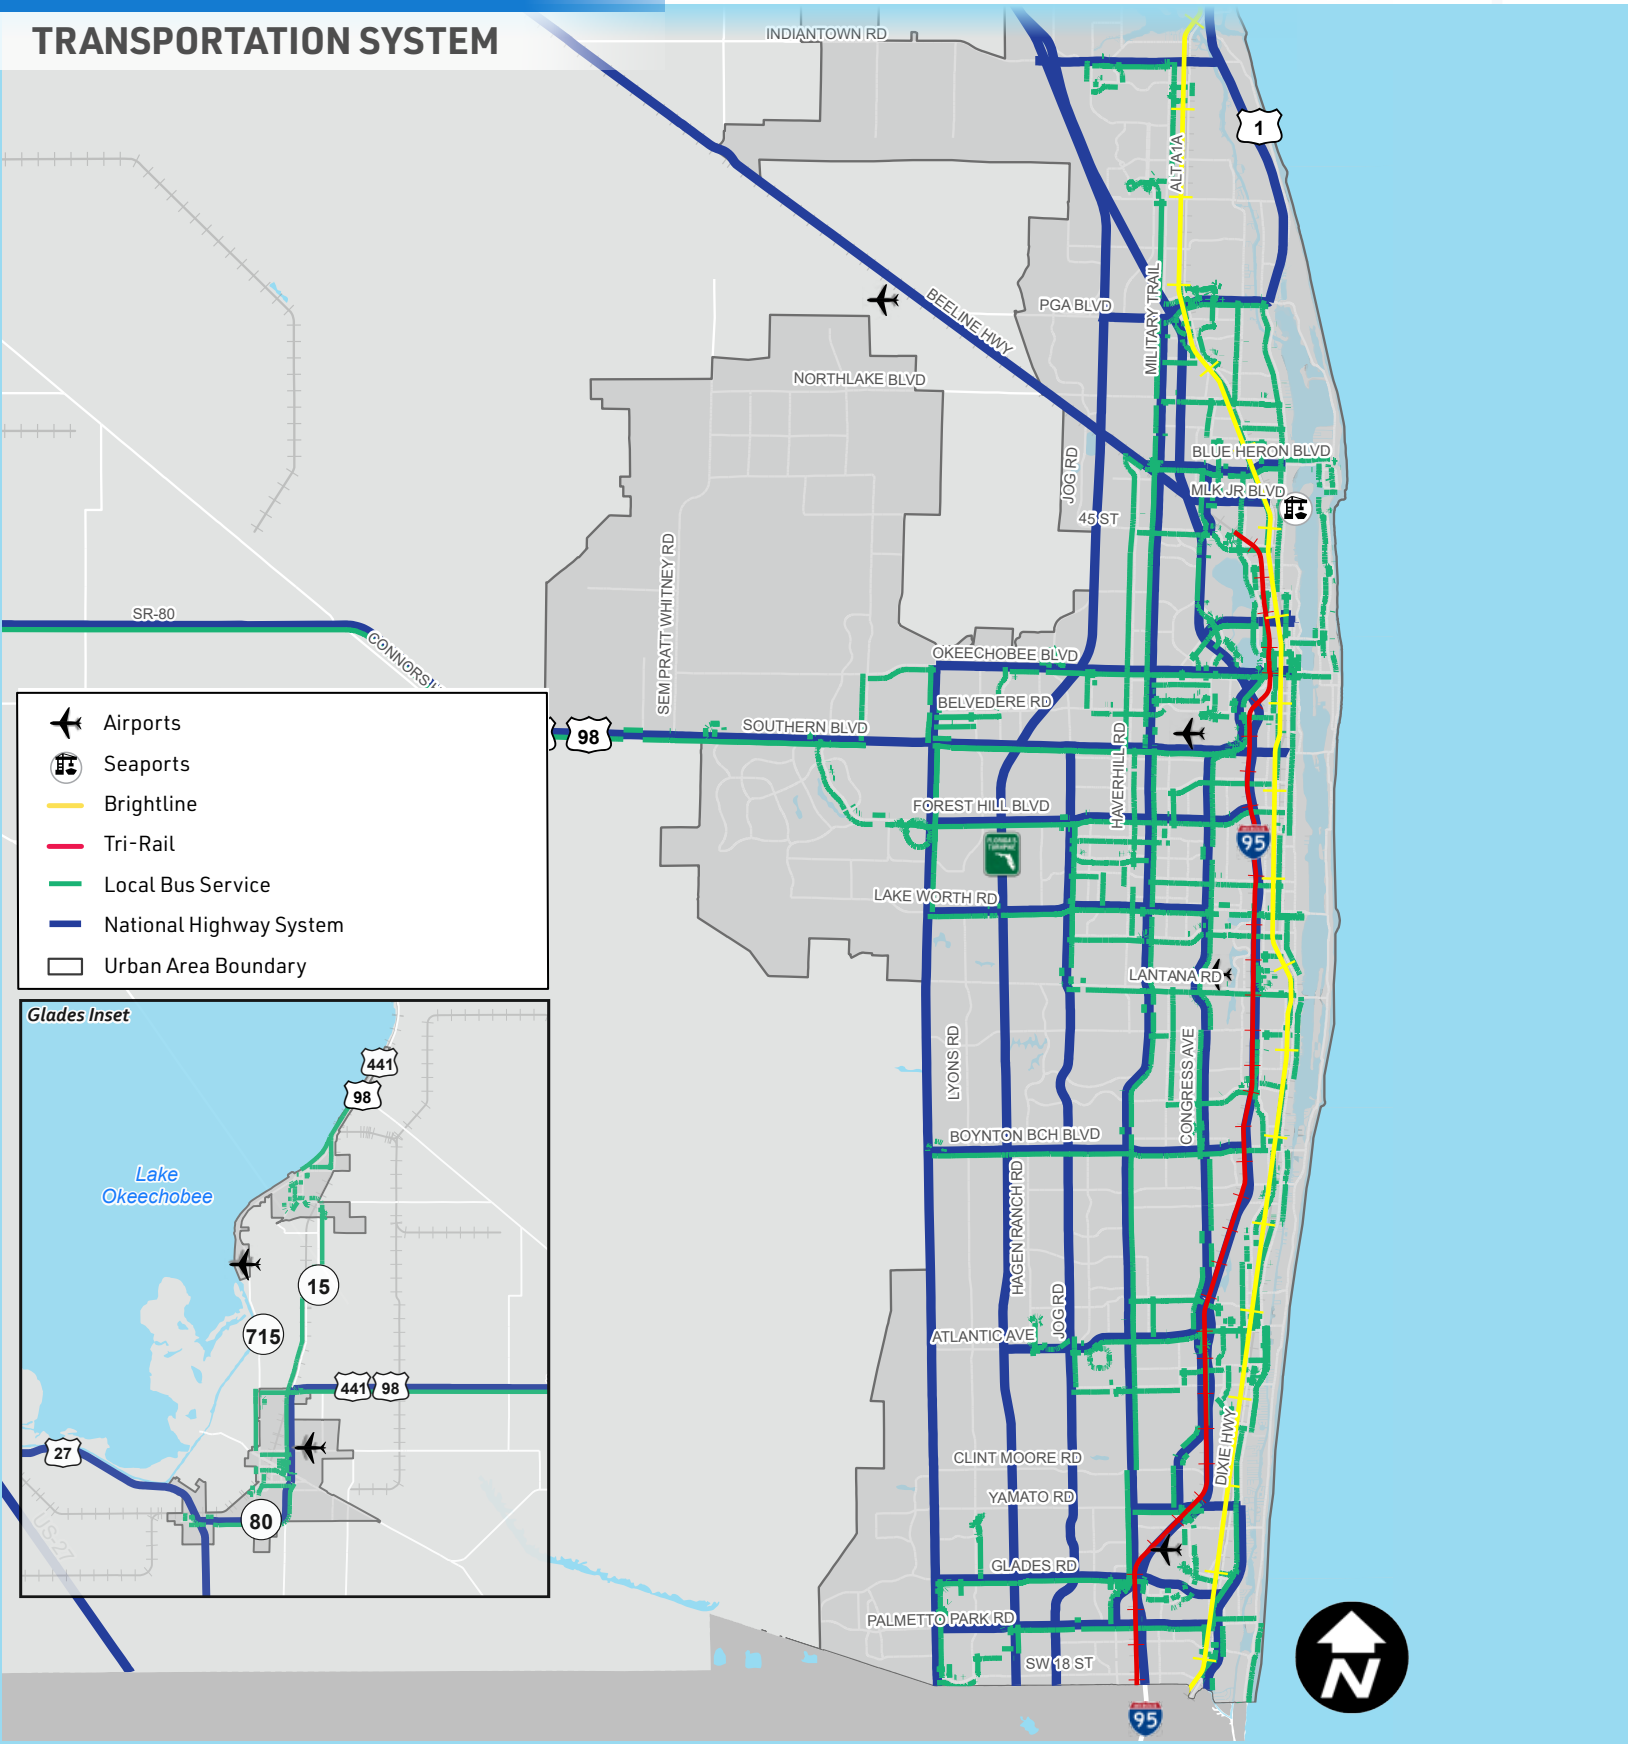 TRANSPORTATION SYSTEM
INDIANTOWN RD
1
ALT A1A
MILITARY TRAIL
PGA BLVD
BEELINE HWY
NORTHLAKE BLVD
BLUE HERON BLVD
JOG RD
MLK JR BLVD
45 ST
SEM PRATT WHITNEY RD
SR-80
OKEECHOBEE BLVD
BELVEDERE RD
SOUTHERN BLVD
98
HAVERHILL RD
FOREST HILL BLVD
95
LAKE WORTH RD
LANTANA RD
LYONS RD
CONGRESS AVE
BOYNTON BCH BLVD
HAGEN RANCH RD
JOG RD
ATLANTIC AVE
DIXIE HWY
CLINT MOORE RD
YAMATO RD
GLADES RD
PALMETTO PARK RD
SW 18 ST
95
N
Airports
Seaports
Brightline
Tri-Rail
Local Bus Service
National Highway System
Urban Area Boundary
Glades Inset
441
98
Lake
Okeechobee
15
715
441
98
27
80
US-27